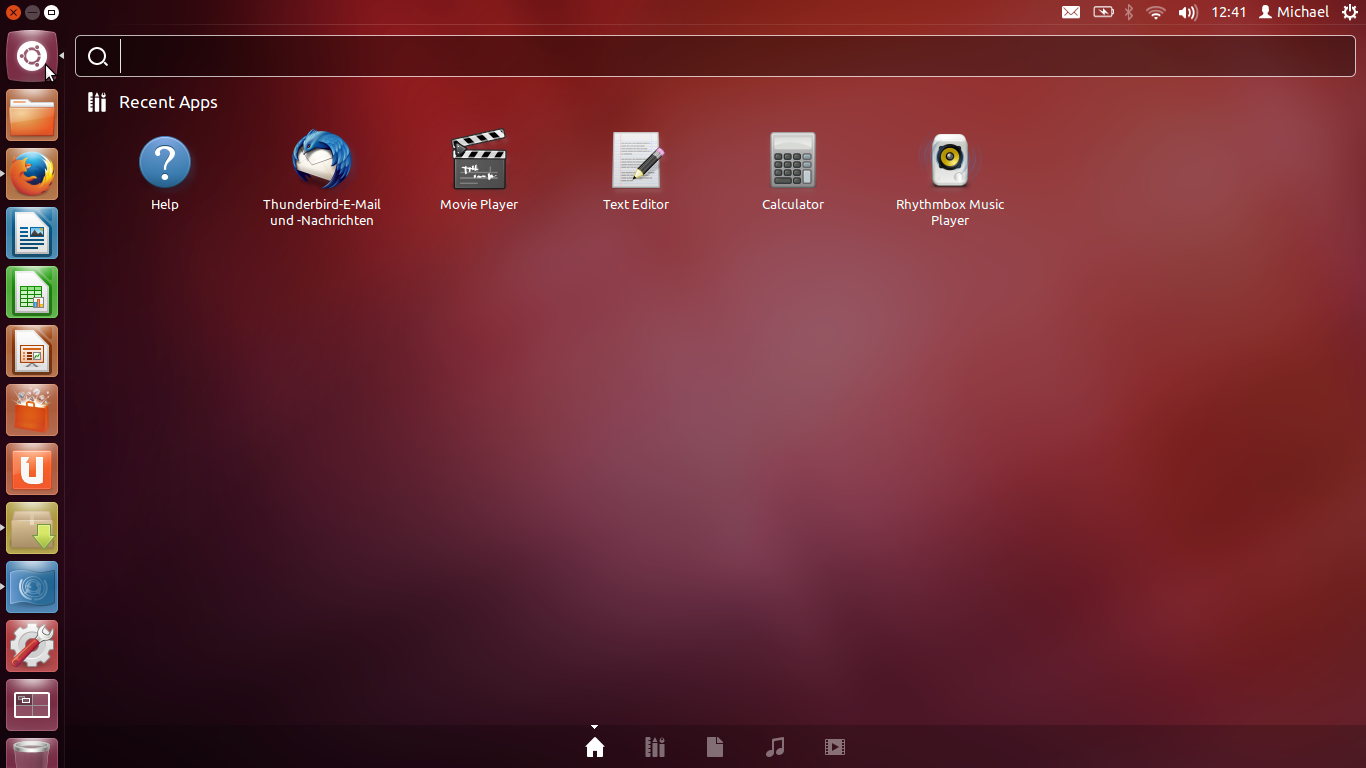 12:41 Michael
Recent Apps
Help
Thunderbird-E-Mail
und -Nachrichten
Movie Player
Text Editor
Calculator
Rhythmbox Music
Player